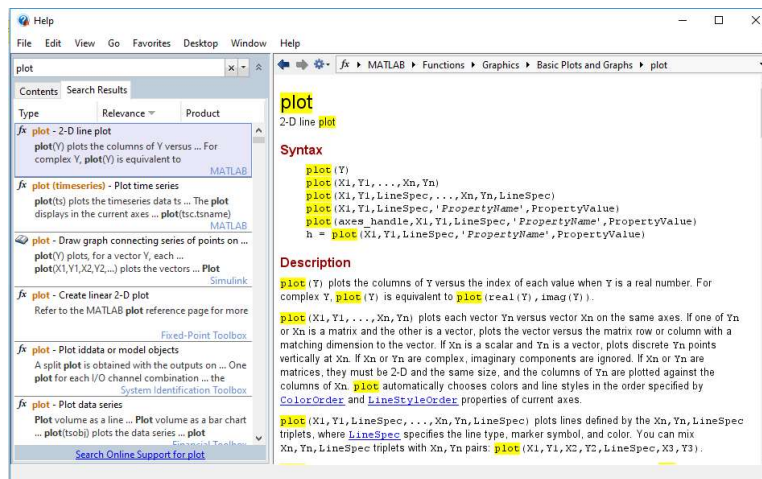 Help
File Edit View Go Favorites Desktop Window Help
plot
Contents Search Results
Type Relevance Product
fx plot - 2-D line plot
plot(Y) plots the columns of Y versus ... For
complex Y, plot(Y) is equivalent to
MATLAB
fx plot (timeseries) - Plot time series
plot(ts) plots the timeseries data ts ... The plot
displays in the current axes ... plot(tsc.tsname)
MATLAB
plot - Draw graph connecting series of points on ...
plot(Y) plots, for a vector Y, each ...
plot(X1,Y1,X2,Y2,...) plots the vectors ... Plot
Simulink
fx plot - Create linear 2-D plot
Refer to the MATLAB plot reference page for more
Fixed-Point Toolbox
fx plot - Plot iddata or model objects
A split plot is obtained with the outputs on ... One
plot for each I/O channel combination ... the
System Identification Toolbox
fx plot - Plot data series
Plot volume as a line ... Plot volume as a bar chart
... plot(tsobj) plots the data series ... plot
Financial Toolbox
Search Online Support for plot
fx MATLAB Functions Graphics Basic Plots and Graphs plot
plot
2-D line plot
Syntax
plot(Y)
plot(X1,Y1,...,Xn,Yn)
plot(X1,Y1,LineSpec,...,Xn,Yn,LineSpec)
plot(X1,Y1,LineSpec,'PropertyName',PropertyValue)
plot(axes_handle,X1,Y1,LineSpec,'PropertyName',PropertyValue)
h = plot(X1,Y1,LineSpec,'PropertyName',PropertyValue)
Description
plot(Y) plots the columns of Y versus the index of each value when Y is a real number. For
complex Y, plot(Y) is equivalent to plot(real(Y),imag(Y)).
plot(X1,Y1,...,Xn,Yn) plots each vector Yn versus vector Xn on the same axes. If one of Yn
or Xn is a matrix and the other is a vector, plots the vector versus the matrix row or column with a
matching dimension to the vector. If Xn is a scalar and Yn is a vector, plots discrete Yn points
vertically at Xn. If Xn or Yn are complex, imaginary components are ignored. If Xn or Yn are
matrices, they must be 2-D and the same size, and the columns of Yn are plotted against the
columns of Xn. plot automatically chooses colors and line styles in the order specified by
ColorOrder and LineStyleOrder properties of current axes.
plot(X1,Y1,LineSpec,...,Xn,Yn,LineSpec) plots lines defined by the Xn,Yn,LineSpec
triplets, where LineSpec specifies the line type, marker symbol, and color. You can mix
Xn,Yn,LineSpec triplets with Xn,Yn pairs: plot(X1,Y1,X2,Y2,LineSpec,X3,Y3).